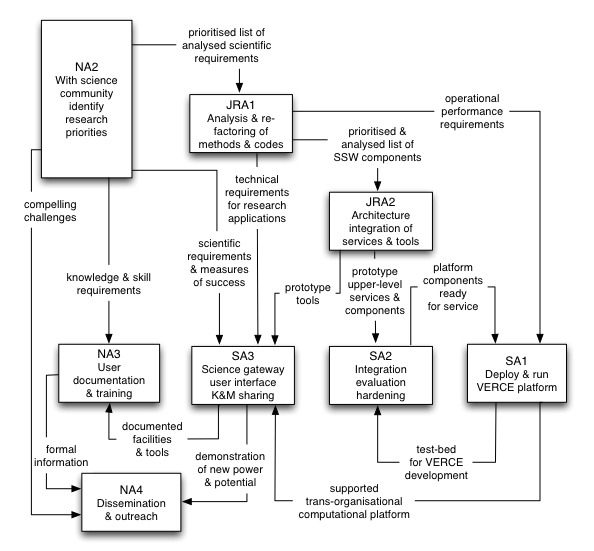 prioritised list of
analysed scientific
requirements
NA2
With science
community
identify
research
priorities
JRA1
Analysis & re-
factoring of
methods & codes
operational
performance
requirements
prioritised &
analysed list of
SSW components
technical
requirements
for research
applications
compelling
challenges
JRA2
Architecture
integration of
services & tools
scientific
requirements
& measures
of success
knowledge & skill
requirements
prototype
tools
prototype
upper-level
services &
components
platform
components
ready
for service
NA3
User
documentation
& training
SA3
Science gateway
user interface
K&M sharing
SA2
Integration
evaluation
hardening
SA1
Deploy & run
VERCE platform
documented
facilities
& tools
formal
information
demonstration
of new power
& potential
test-bed
for VERCE
development
NA4
Dissemination
& outreach
supported
trans-organisational
computational platform